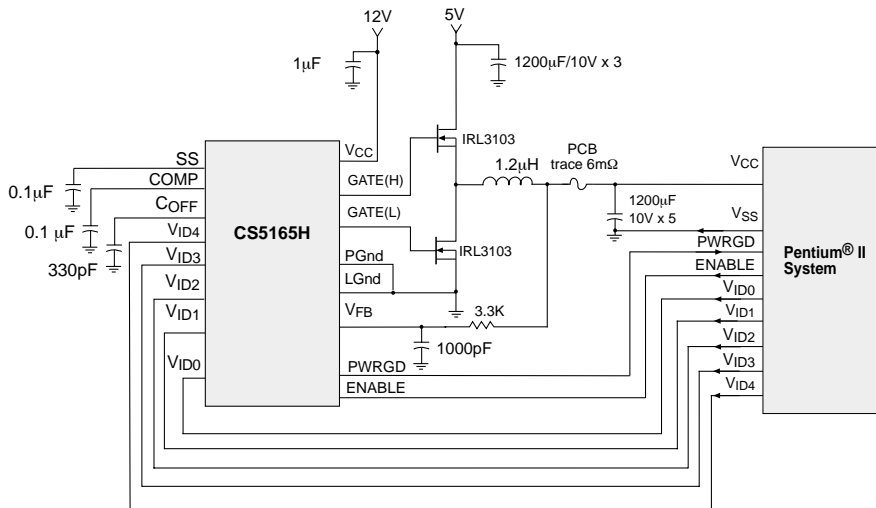 12V
5V
1μF
1200μF/10V x 3
IRL3103
PCB
trace 6mΩ
1.2μH
VCC
SS
COMP
COFF
VID4
VID3
VID2
VID1
VID0
0.1μF
0.1 μF
330pF
CS5165H
VCC
GATE(H)
GATE(L)
PGnd
LGnd
VFB
PWRGD
ENABLE
IRL3103
3.3K
1000pF
1200μF
10V x 5
VSS
PWRGD
ENABLE
VID0
VID1
VID2
VID3
VID4
Pentium® II
System